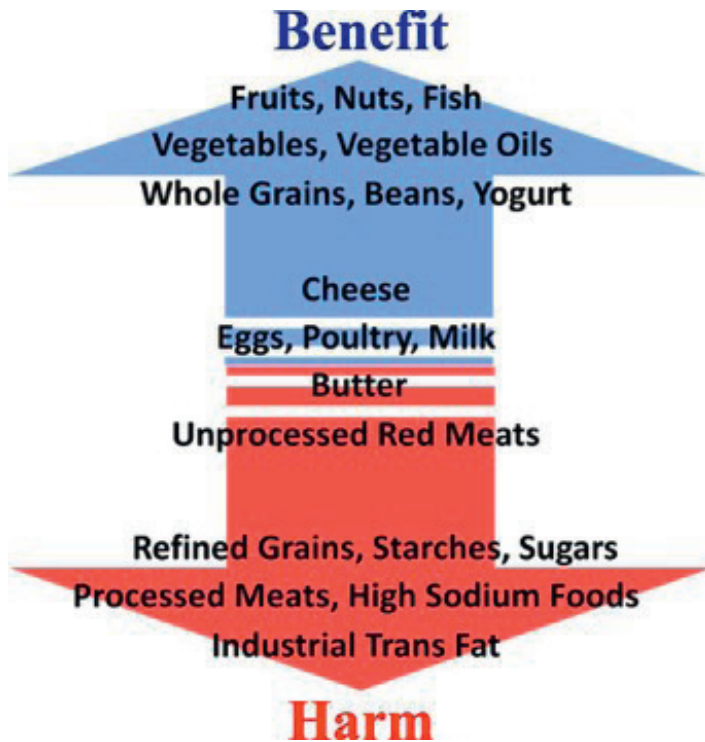 Benefit
Fruits, Nuts, Fish
Vegetables, Vegetable Oils
Whole Grains, Beans, Yogurt
Cheese
Eggs, Poultry, Milk
Butter
Unprocessed Red Meats
Refined Grains, Starches, Sugars
Processed Meats, High Sodium Foods
Industrial Trans Fat
Harm